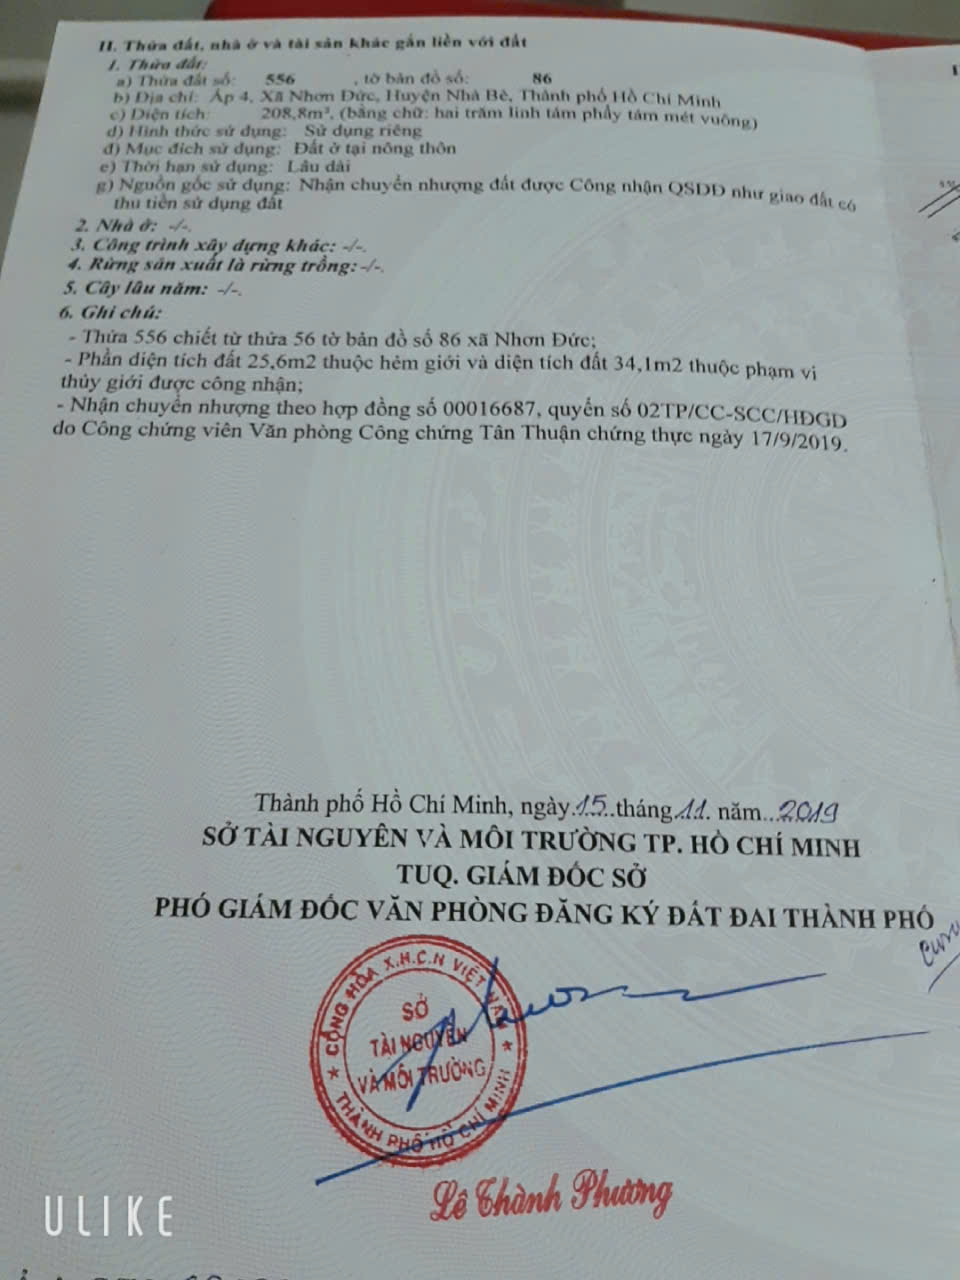 II. Thửa đất, nhà ở và tài sản khác gắn liền với đất
1. Thửa đất:
a) Thửa đất số: 556 , tờ bản đồ số: 86
b) Địa chỉ: Ấp 4, Xã Nhơn Đức, Huyện Nhà Bè, Thành phố Hồ Chí Minh
c) Diện tích: 208,8m², (bằng chữ: hai trăm linh tám phẩy tám mét vuông)
d) Hình thức sử dụng: Sử dụng riêng
đ) Mục đích sử dụng: Đất ở tại nông thôn
e) Thời hạn sử dụng: Lâu dài
g) Nguồn gốc sử dụng: Nhận chuyển nhượng đất được Công nhận QSDĐ như giao đất có
thu tiền sử dụng đất
2. Nhà ở: -/-.
3. Công trình xây dựng khác: -/-.
4. Rừng sản xuất là rừng trồng: -/-.
5. Cây lâu năm: -/-.
6. Ghi chú:
- Thửa 556 chiết từ thửa 56 tờ bản đồ số 86 xã Nhơn Đức;
- Phần diện tích đất 25,6m2 thuộc hẻm giới và diện tích đất 34,1m2 thuộc phạm vi
thủy giới được công nhận;
- Nhận chuyển nhượng theo hợp đồng số 00016687, quyển số 02TP/CC-SCC/HĐGD
do Công chứng viên Văn phòng Công chứng Tân Thuận chứng thực ngày 17/9/2019.
Thành phố Hồ Chí Minh, ngày.15..tháng.11. năm...2019
SỞ TÀI NGUYÊN VÀ MÔI TRƯỜNG TP. HỒ CHÍ MINH
TUQ. GIÁM ĐỐC SỞ
PHÓ GIÁM ĐỐC VĂN PHÒNG ĐĂNG KÝ ĐẤT ĐAI THÀNH PHỐ
CỘNG HÒA X.H.C.N VIỆT NAM
SỞ
TÀI NGUYÊN
VÀ MÔI TRƯỜNG
THÀNH PHỐ HỒ CHÍ MINH
Lê Thành Phương
ULIKE